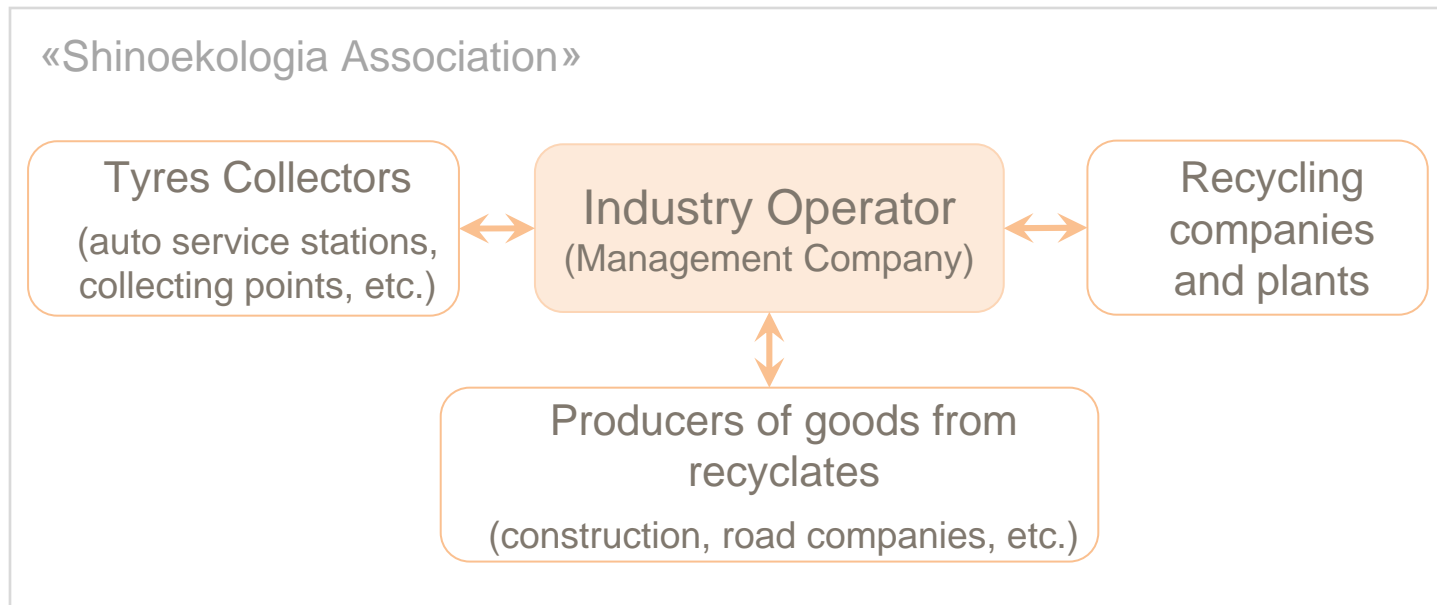 «Shinoekologia Association»
Tyres Collectors
(auto service stations,
collecting points, etc.)
Industry Operator
(Management Company)
Recycling
companies
and plants
Producers of goods from
recyclates
(construction, road companies, etc.)